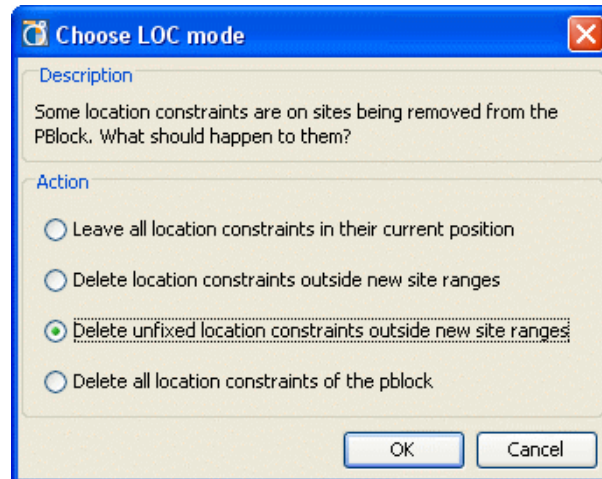 Choose LOC mode
Description
Some location constraints are on sites being removed from the
PBlock. What should happen to them?
Action
Leave all location constraints in their current position
Delete location constraints outside new site ranges
Delete unfixed location constraints outside new site ranges
Delete all location constraints of the pblock
OK Cancel